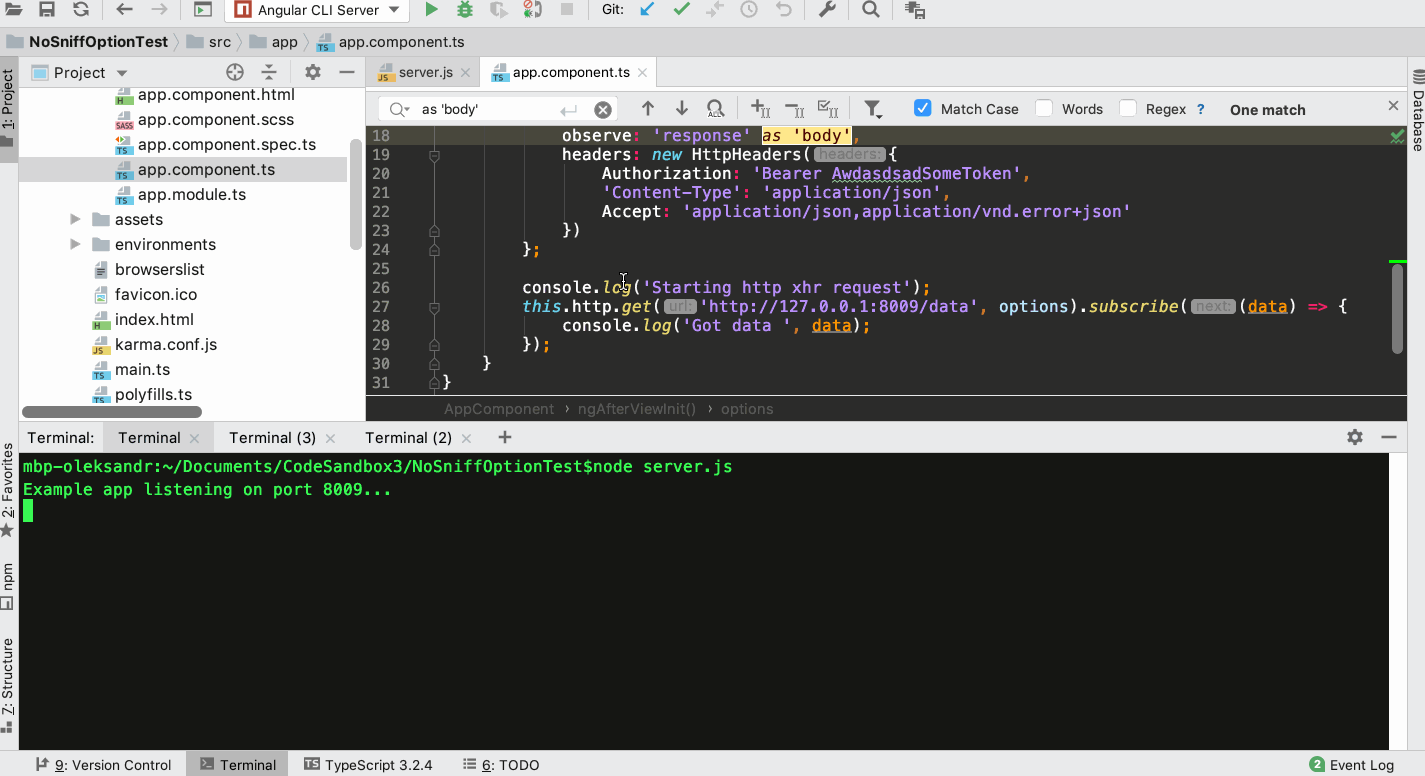 Angular CLI Server
Git:
NoSniffOptionTest
src
app
app.component.ts
1: Project
Project
server.js
app.component.ts
Database
app.component.html
app.component.scss
app.component.spec.ts
app.component.ts
app.module.ts
assets
environments
browserslist
favicon.ico
index.html
karma.conf.js
main.ts
polyfills.ts
as 'body'
Match Case
Words
Regex
?
One match
18 observe: 'response' as 'body',
19 headers: new HttpHeaders( headers: {
20 Authorization: 'Bearer AwdasdsadSomeToken',
21 'Content-Type': 'application/json',
22 Accept: 'application/json,application/vnd.error+json'
23 })
24 };
25
26 console.log('Starting http xhr request');
27 this.http.get( url: 'http://127.0.0.1:8009/data', options).subscribe( next: (data) => {
28 console.log('Got data ', data);
29 });
30 }
31 }
AppComponent › ngAfterViewInit() › options
Terminal:
Terminal
Terminal (3)
Terminal (2)
mbp-oleksandr:~/Documents/CodeSandbox3/NoSniffOptionTest$node server.js
Example app listening on port 8009...
2: Favorites
npm
7: Structure
9: Version Control
Terminal
TS TypeScript 3.2.4
6: TODO
2 Event Log